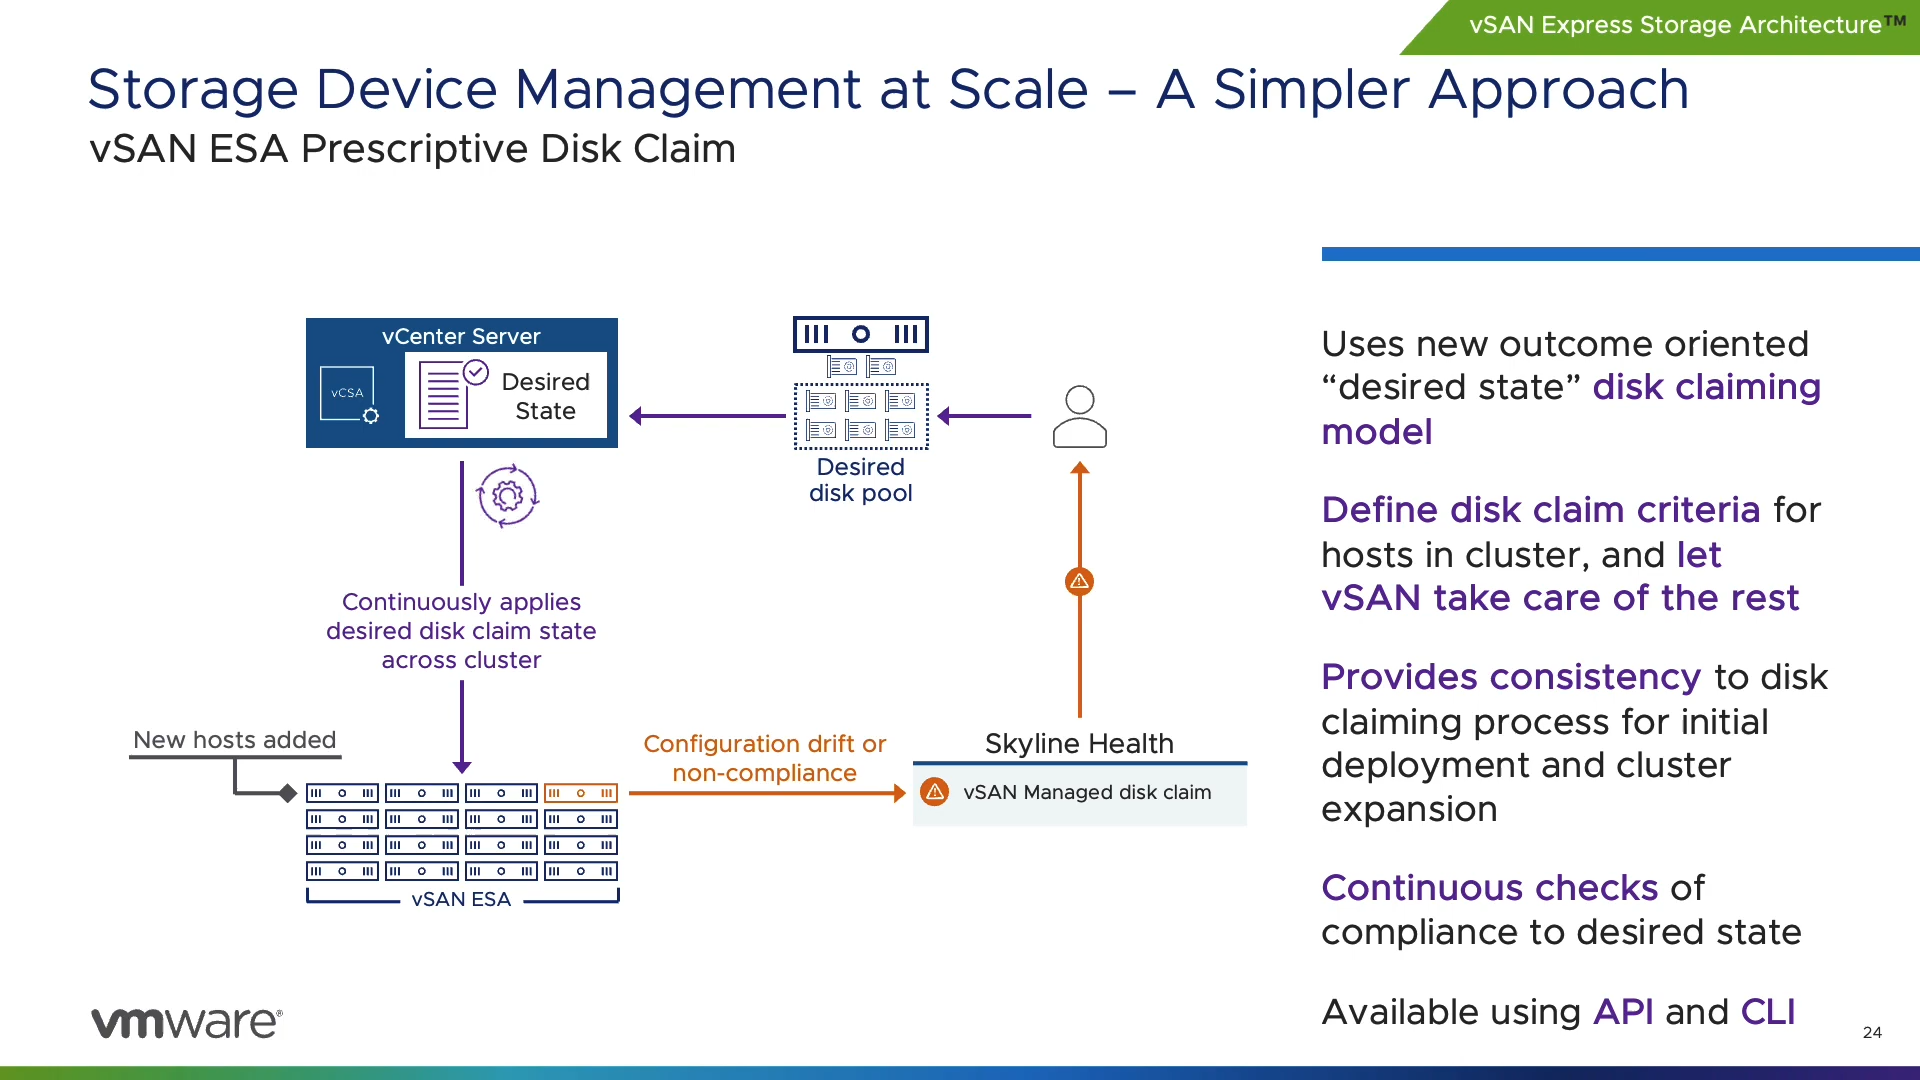 vSAN Express Storage Architecture™
Storage Device Management at Scale – A Simpler Approach
vSAN ESA Prescriptive Disk Claim
vCenter Server
vCSA
Desired
State
Desired
disk pool
Continuously applies
desired disk claim state
across cluster
New hosts added
vSAN ESA
Configuration drift or
non-compliance
Skyline Health
vSAN Managed disk claim
Uses new outcome oriented
“desired state” disk claiming
model
Define disk claim criteria for
hosts in cluster, and let
vSAN take care of the rest
Provides consistency to disk
claiming process for initial
deployment and cluster
expansion
Continuous checks of
compliance to desired state
Available using API and CLI
vmware®
24